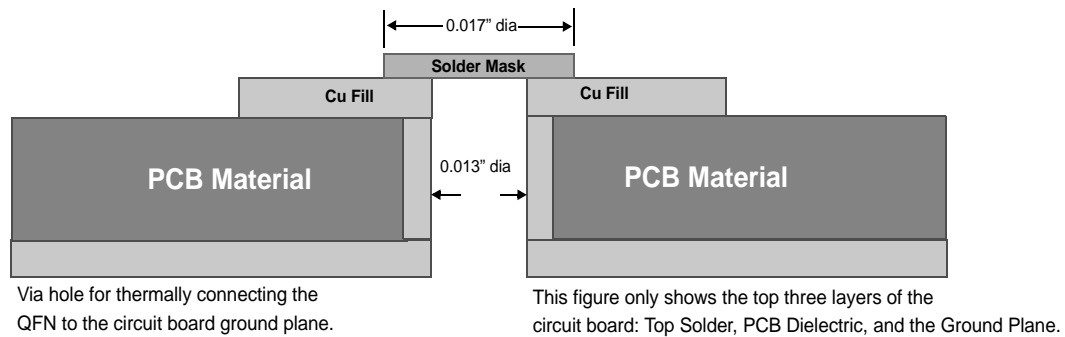 0.017” dia
Solder Mask
Cu Fill
Cu Fill
0.013” dia
PCB Material
PCB Material
Via hole for thermally connecting the
QFN to the circuit board ground plane.
This figure only shows the top three layers of the
circuit board: Top Solder, PCB Dielectric, and the Ground Plane.